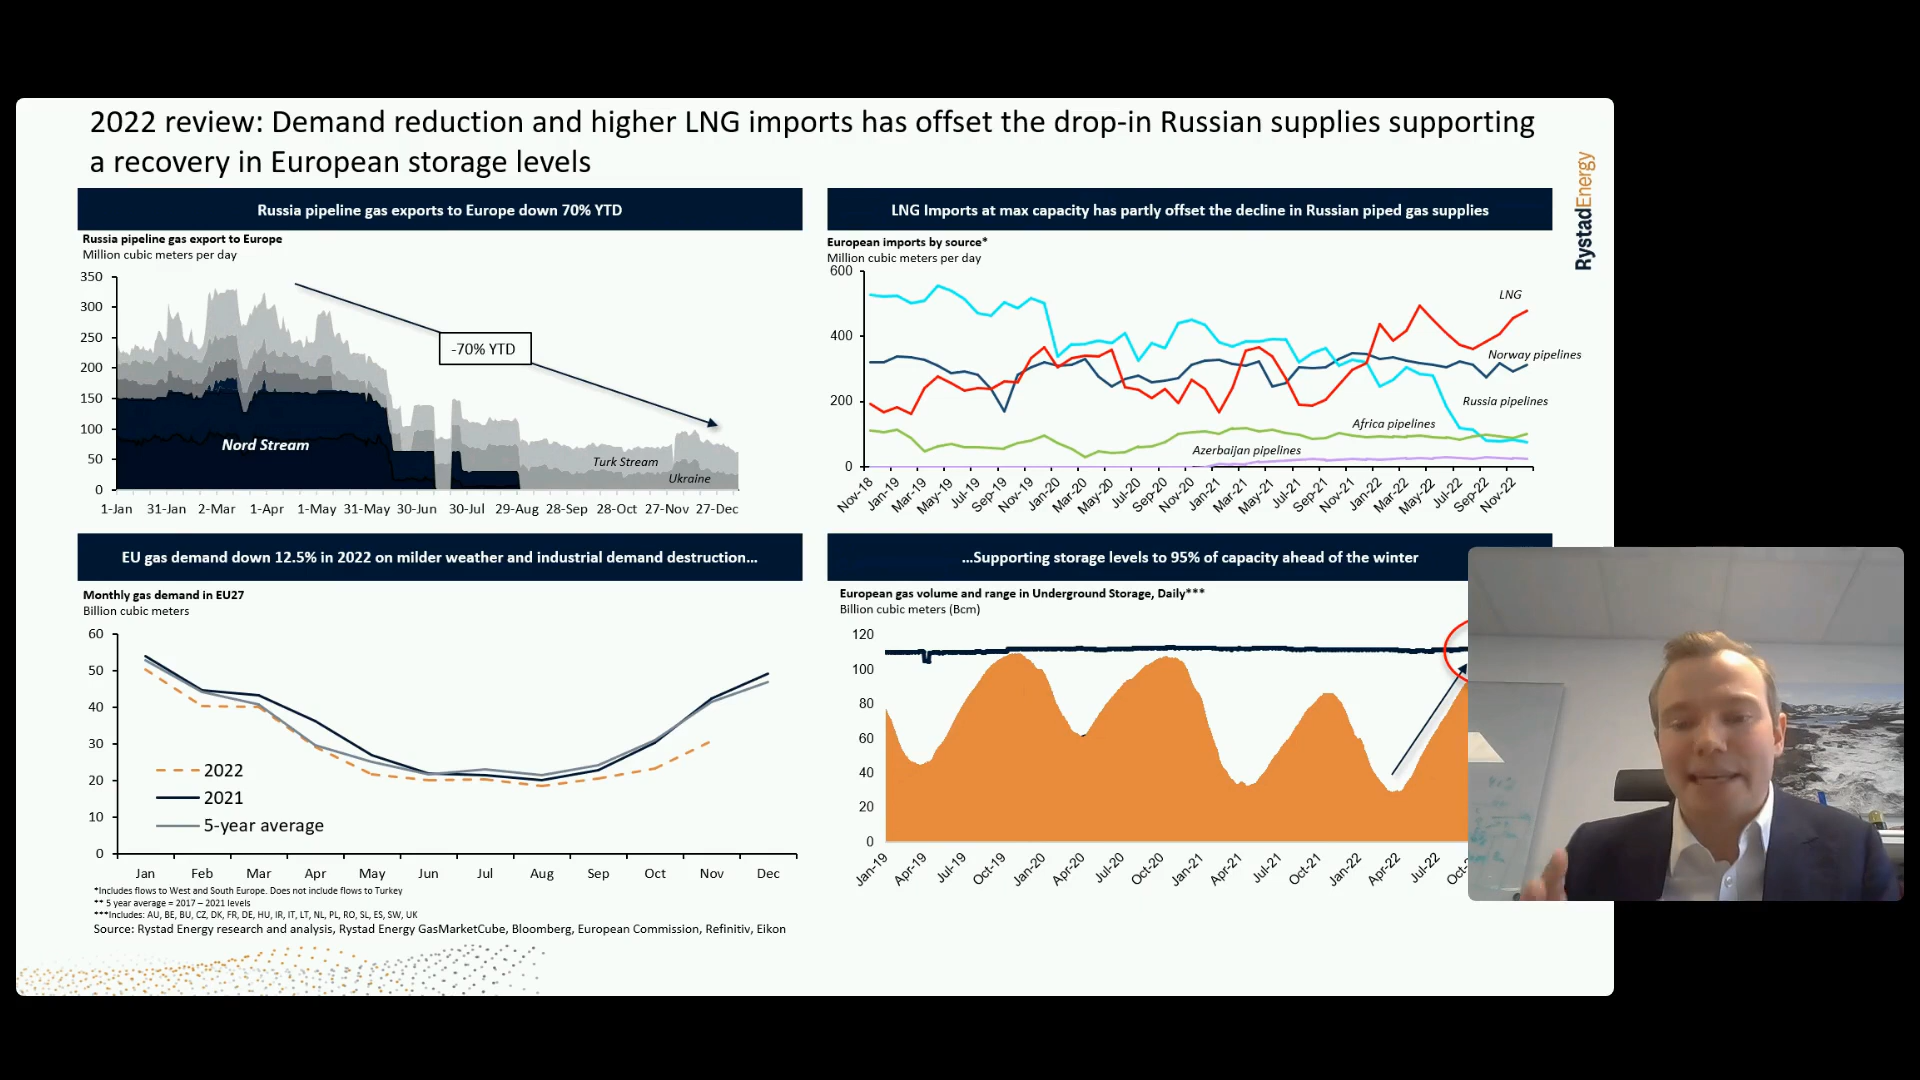 2022 review: Demand reduction and higher LNG imports has offset the drop-in Russian supplies supporting
a recovery in European storage levels
RystadEnergy
Russia pipeline gas exports to Europe down 70% YTD
Russia pipeline gas export to Europe
Million cubic meters per day
350
300
250
200
150
100
50
0
-70% YTD
Nord Stream
Turk Stream
Ukraine
1-Jan 31-Jan 2-Mar 1-Apr 1-May 31-May 30-Jun 30-Jul 29-Aug 28-Sep 28-Oct 27-Nov 27-Dec
LNG Imports at max capacity has partly offset the decline in Russian piped gas supplies
European imports by source*
Million cubic meters per day
600
400
200
0
LNG
Norway pipelines
Russia pipelines
Africa pipelines
Azerbaijan pipelines
Nov-18 Jan-19 Mar-19 May-19 Jul-19 Sep-19 Nov-19 Jan-20 Mar-20 May-20 Jul-20 Sep-20 Nov-20 Jan-21 Mar-21 May-21 Jul-21 Sep-21 Nov-21 Jan-22 Mar-22 May-22 Jul-22 Sep-22 Nov-22
EU gas demand down 12.5% in 2022 on milder weather and industrial demand destruction...
Monthly gas demand in EU27
Billion cubic meters
60
50
40
30
20
10
0
2022
2021
5-year average
Jan Feb Mar Apr May Jun Jul Aug Sep Oct Nov Dec
...Supporting storage levels to 95% of capacity ahead of the winter
European gas volume and range in Underground Storage, Daily***
Billion cubic meters (Bcm)
120
100
80
60
40
20
0
Jan-19 Apr-19 Jul-19 Oct-19 Jan-20 Apr-20 Jul-20 Oct-20 Jan-21 Apr-21 Jul-21 Oct-21 Jan-22 Apr-22 Jul-22
*Includes flows to West and South Europe. Does not include flows to Turkey
** 5 year average = 2017 – 2021 levels
***Includes: AU, BE, BU, CZ, DK, FR, DE, HU, IR, IT, LT, NL, PL, RO, SL, ES, SW, UK
Source: Rystad Energy research and analysis, Rystad Energy GasMarketCube, Bloomberg, European Commission, Refinitiv, Eikon